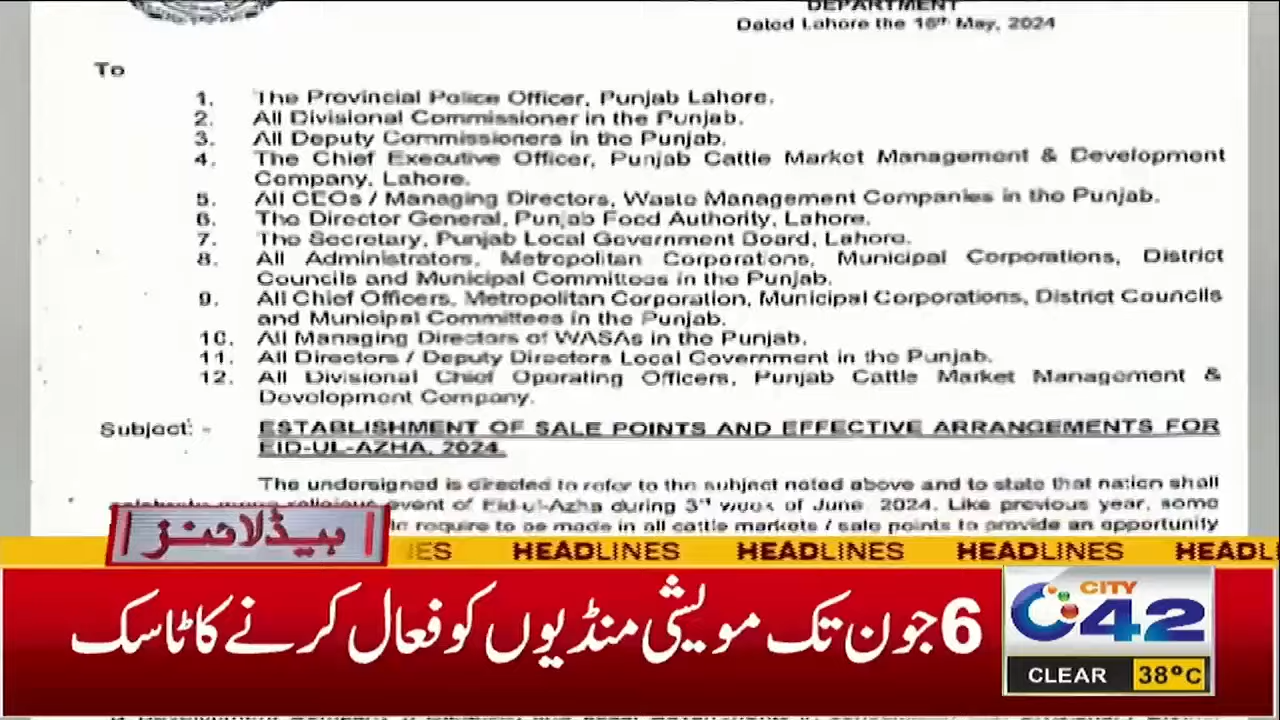 DEPARTMENT
Dated Lahore the 16th May, 2024
To
1. The Provincial Police Officer, Punjab Lahore.
2. All Divisional Commissioner in the Punjab.
3. All Deputy Commissioners in the Punjab.
4. The Chief Executive Officer, Punjab Cattle Market Management & Development
Company, Lahore.
5. All CEOs / Managing Directors, Waste Management Companies in the Punjab.
6. The Director General, Punjab Food Authority, Lahore.
7. The Secretary, Punjab Local Government Board, Lahore.
8. All Administrators, Metropolitan Corporations, Municipal Corporations, District
Councils and Municipal Committees in the Punjab.
9. All Chief Officers, Metropolitan Corporation, Municipal Corporations, District Councils
and Municipal Committees in the Punjab.
10. All Managing Directors of WASAs in the Punjab.
11. All Directors / Deputy Directors Local Government in the Punjab.
12. All Divisional Chief Operating Officers, Punjab Cattle Market Management &
Development Company.
Subject: - ESTABLISHMENT OF SALE POINTS AND EFFECTIVE ARRANGEMENTS FOR
EID-UL-AZHA, 2024.
The undersigned is directed to refer to the subject noted above and to state that nation shall
event of Eid-ul-Azha during 3rd week of June, 2024. Like previous year, some
require to be made in all cattle markets / sale points to provide an opportunity
ہیڈلائنز
INES HEADLINES HEADLINES HEADLINES HEADL
6 جون تک مویشی منڈیوں کو فعال کرنے کا ٹاسک
CITY
42
CLEAR 38°C